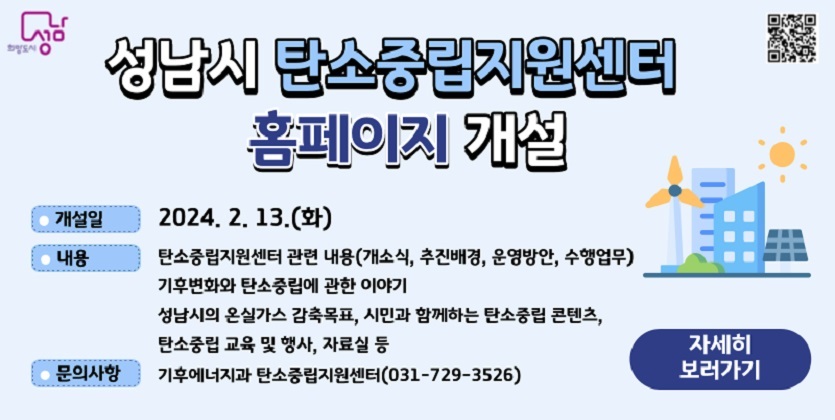 성남
희망도시
성남시 탄소중립지원센터
홈페이지 개설
개설일
2024. 2. 13.(화)
내용
탄소중립지원센터 관련 내용(개소식, 추진배경, 운영방안, 수행업무)
기후변화와 탄소중립에 관한 이야기
성남시의 온실가스 감축목표, 시민과 함께하는 탄소중립 콘텐츠,
탄소중립 교육 및 행사, 자료실 등
문의사항
기후에너지과 탄소중립지원센터(031-729-3526)
자세히
보러가기